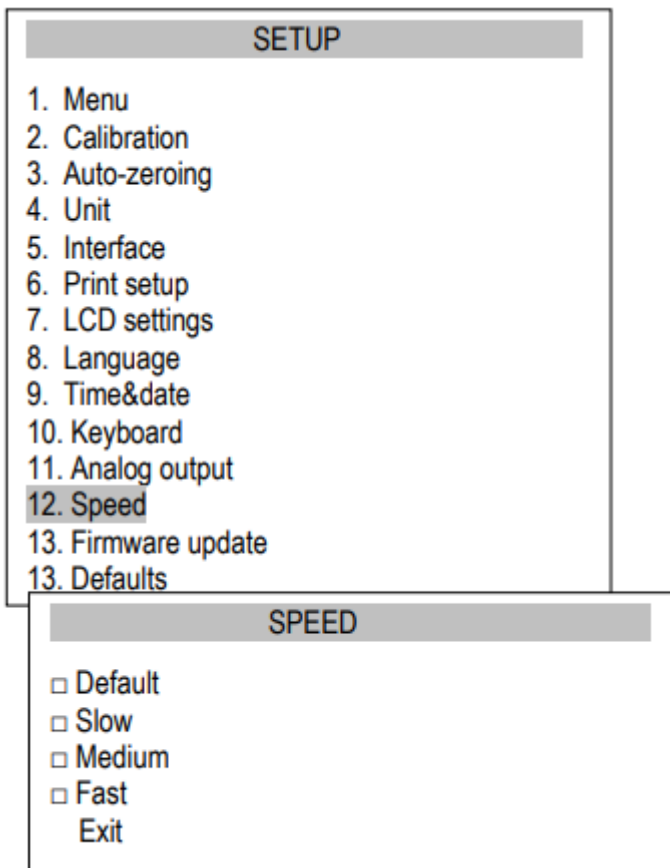 SETUP
1. Menu
2. Calibration
3. Auto-zeroing
4. Unit
5. Interface
6. Print setup
7. LCD settings
8. Language
9. Time&date
10. Keyboard
11. Analog output
12. Speed
13. Firmware update
13. Defaults
SPEED
□ Default
□ Slow
□ Medium
□ Fast
Exit